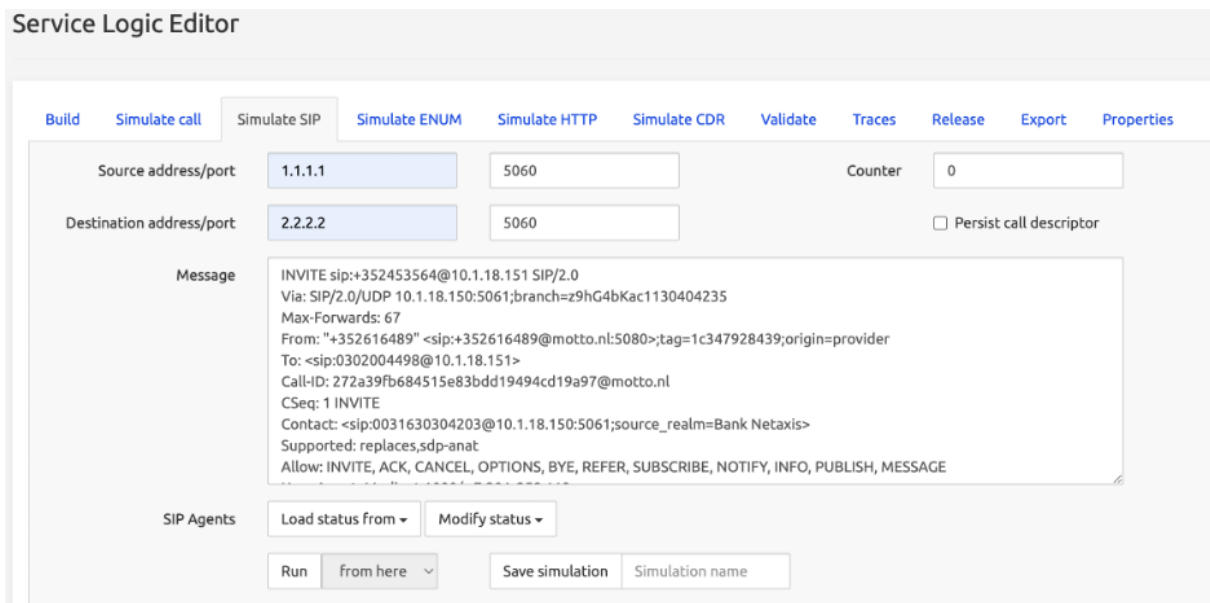 Service Logic Editor
Build Simulate call Simulate SIP Simulate ENUM Simulate HTTP Simulate CDR Validate Traces Release Export Properties
Source address/port 1.1.1.1 5060 Counter 0
Destination address/port 2.2.2.2 5060 Persist call descriptor
Message INVITE sip:+352453564@10.1.18.151 SIP/2.0
Via: SIP/2.0/UDP 10.1.18.150:5061;branch=z9hG4bKac1130404235
Max-Forwards: 67
From: "+352616489" <sip:+352616489@motto.nl:5080>;tag=1c347928439;origin=provider
To: <sip:0302004498@10.1.18.151>
Call-ID: 272a39fb684515e83bdd19494cd19a97@motto.nl
CSeq: 1 INVITE
Contact: <sip:0031630304203@10.1.18.150:5061;source_realm=Bank Netaxis>
Supported: replaces,sdp-anat
Allow: INVITE, ACK, CANCEL, OPTIONS, BYE, REFER, SUBSCRIBE, NOTIFY, INFO, PUBLISH, MESSAGE
SIP Agents Load status from Modify status
Run from here Save simulation Simulation name